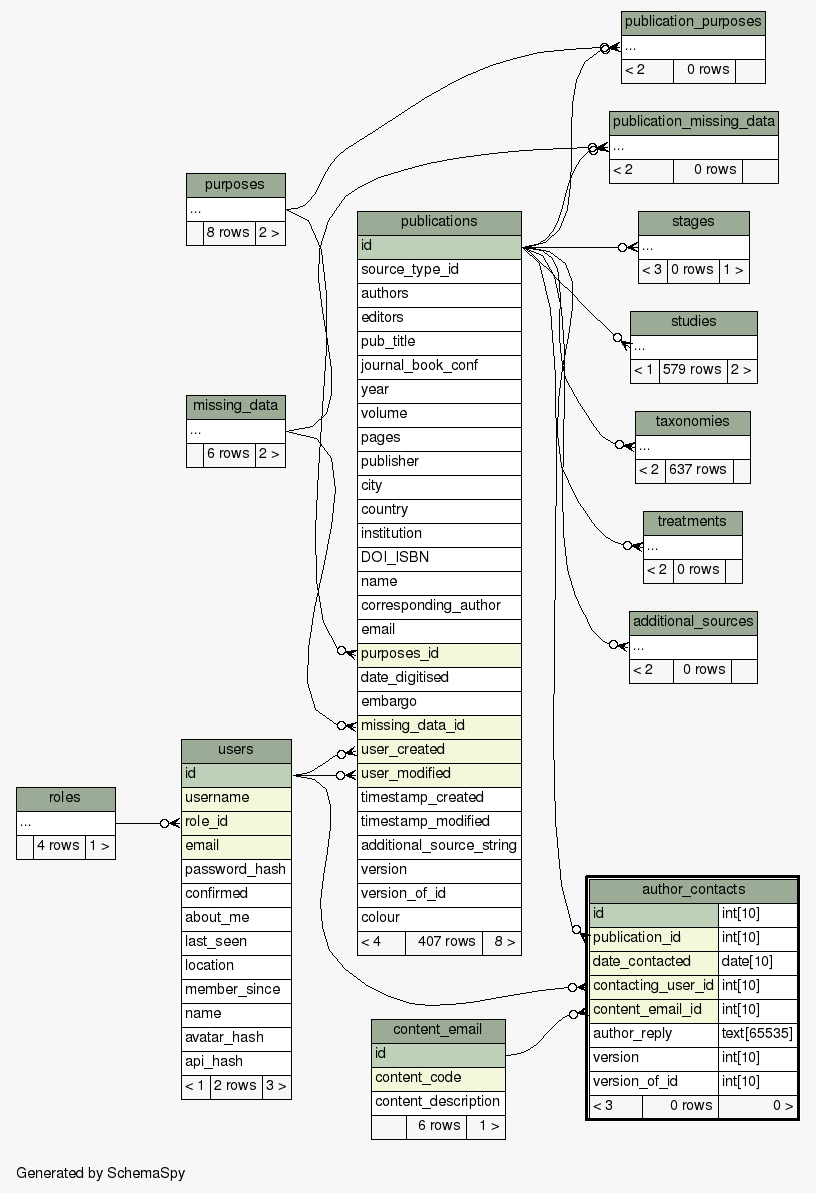 publication_purposes
...
< 2 0 rows
publication_missing_data
...
< 2 0 rows
purposes
...
8 rows 2 >
publications
id
source_type_id
authors
editors
pub_title
journal_book_conf
year
volume
pages
publisher
city
country
institution
DOI_ISBN
name
corresponding_author
email
purposes_id
date_digitised
embargo
missing_data_id
user_created
user_modified
timestamp_created
timestamp_modified
additional_source_string
version
version_of_id
colour
< 4 407 rows 8 >
stages
...
< 3 0 rows 1 >
studies
...
< 1 579 rows 2 >
missing_data
...
6 rows 2 >
taxonomies
...
< 2 637 rows
treatments
...
< 2 0 rows
additional_sources
...
< 2 0 rows
users
id
username
role_id
email
password_hash
confirmed
about_me
last_seen
location
member_since
name
avatar_hash
api_hash
< 1 2 rows 3 >
roles
...
4 rows 1 >
author_contacts
id int[10]
publication_id int[10]
date_contacted date[10]
contacting_user_id int[10]
content_email_id int[10]
author_reply text[65535]
version int[10]
version_of_id int[10]
< 3 0 rows 0 >
content_email
id
content_code
content_description
6 rows 1 >
Generated by SchemaSpy